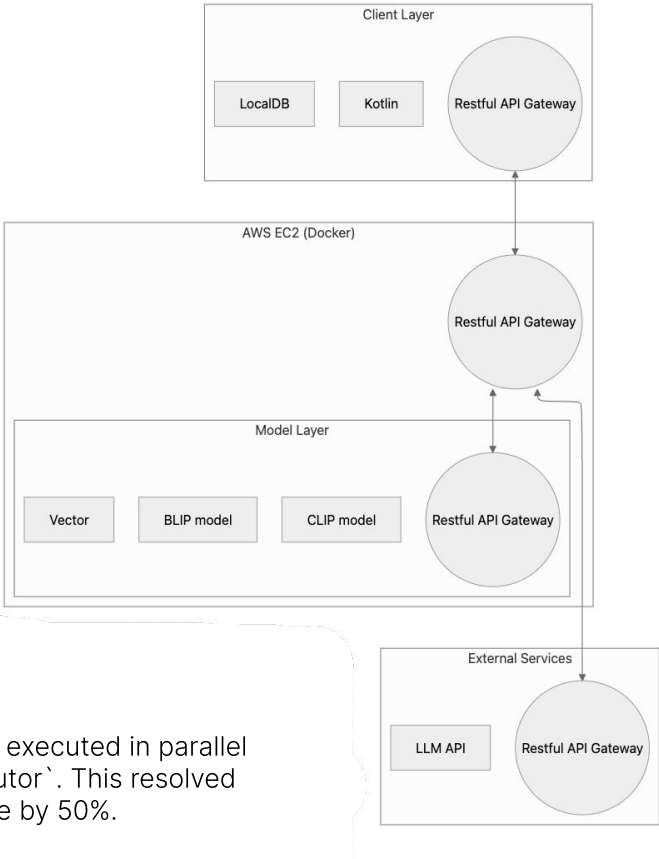 Client Layer
LocalDB
Kotlin
Restful API Gateway
AWS EC2 (Docker)
Restful API Gateway
Model Layer
Vector
BLIP model
CLIP model
Restful API Gateway
External Services
LLM API
Restful API Gateway
executed in parallel
utor`. This resolved
e by 50%.